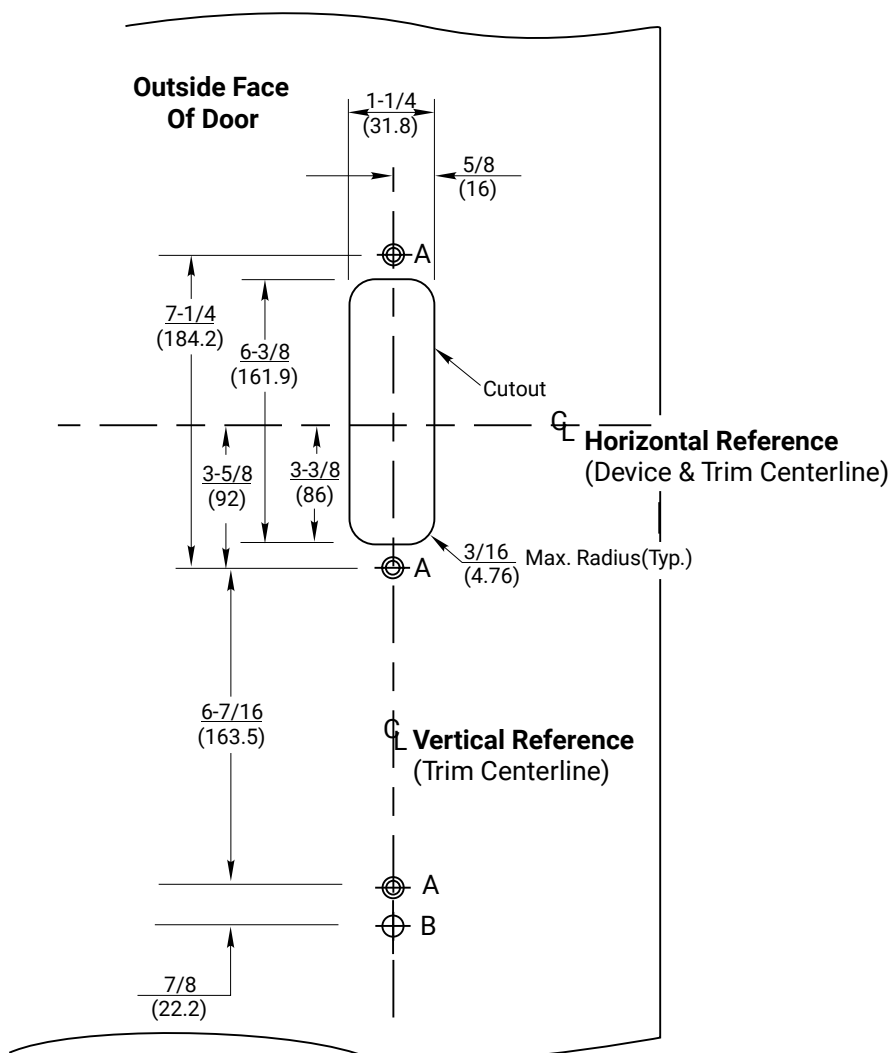 Outside Face
Of Door
1-1/4
(31.8)
5/8
(16)
A
7-1/4
(184.2)
6-3/8
(161.9)
Cutout
CL Horizontal Reference
(Device & Trim Centerline)
3-5/8
(92)
3-3/8
(86)
3/16 Max. Radius(Typ.)
(4.76)
A
6-7/16
(163.5)
CL Vertical Reference
(Trim Centerline)
A
B
7/8
(22.2)